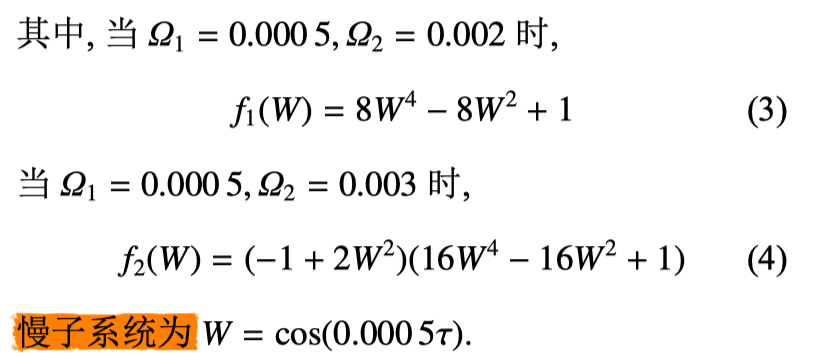 其中, 当 Ω₁ = 0.000 5, Ω₂ = 0.002 时,
f₁(W) = 8W⁴ − 8W² + 1 (3)
当 Ω₁ = 0.000 5, Ω₂ = 0.003 时,
f₂(W) = (−1 + 2W²)(16W⁴ − 16W² + 1) (4)
慢子系统为 W = cos(0.000 5τ).